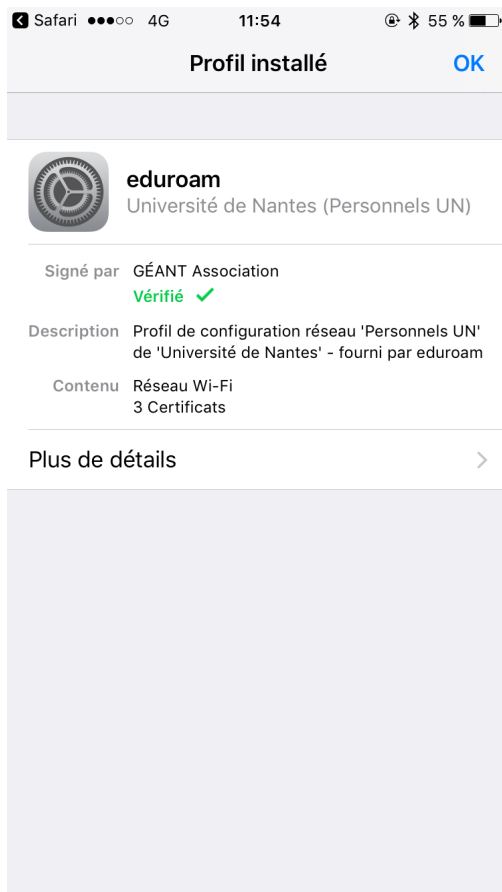 Safari 4G 11:54 55 %
Profil installé OK
eduroam
Université de Nantes (Personnels UN)
Signé par GÉANT Association
Vérifié ✓
Description Profil de configuration réseau 'Personnels UN'
de 'Université de Nantes' - fourni par eduroam
Contenu Réseau Wi-Fi
3 Certificats
Plus de détails